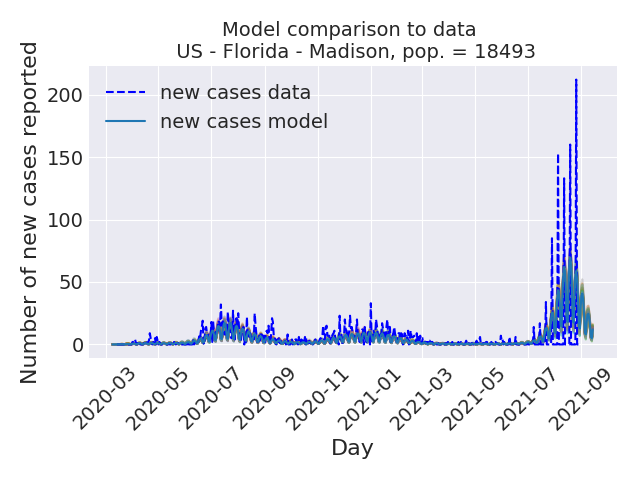 Model comparison to data
US - Florida - Madison, pop. = 18493
Number of new cases reported
200
150
100
50
0
new cases data
new cases model
2020-03
2020-05
2020-07
2020-09
2020-11
2021-01
2021-03
2021-05
2021-07
2021-09
Day